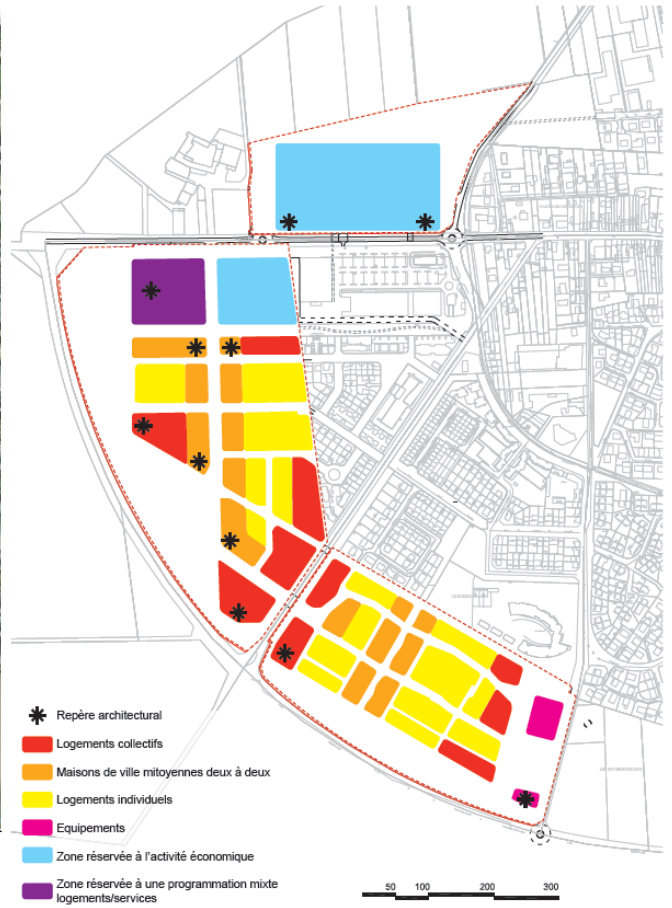 Repère architectural
Logements collectifs
Maisons de ville mitoyennes deux à deux
Logements individuels
Equipements
Zone réservée à l'activité économique
Zone réservée à une programmation mixte
logements/services
50 100 200 300